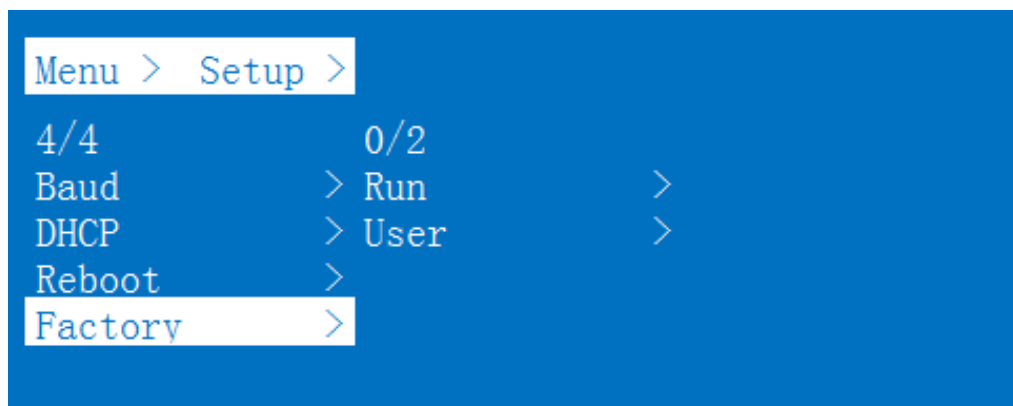 Menu > Setup >
4/4 0/2
Baud > Run >
DHCP > User >
Reboot >
Factory >